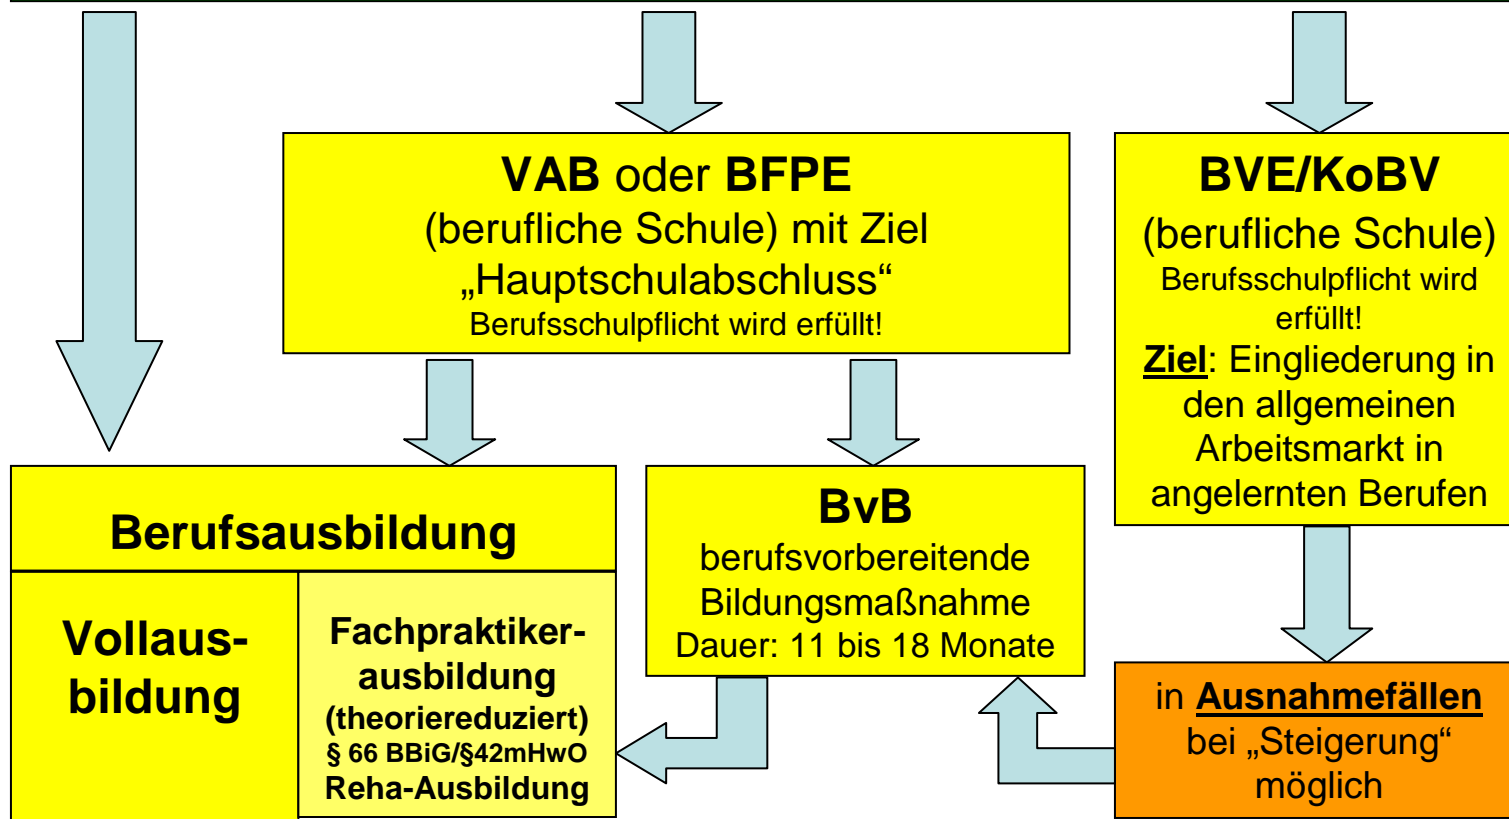 VAB oder BFPE
(berufliche Schule) mit Ziel
„Hauptschulabschluss“
Berufsschulpflicht wird erfüllt!
BVE/KoBV
(berufliche Schule)
Berufsschulpflicht wird
erfüllt!
Ziel: Eingliederung in
den allgemeinen
Arbeitsmarkt in
angelernten Berufen
Berufsausbildung
Vollaus-
bildung
Fachpraktiker-
ausbildung
(theoriereduziert)
§ 66 BBiG/§42mHwO
Reha-Ausbildung
BvB
berufsvorbereitende
Bildungsmaßnahme
Dauer: 11 bis 18 Monate
in Ausnahmefällen
bei „Steigerung“
möglich